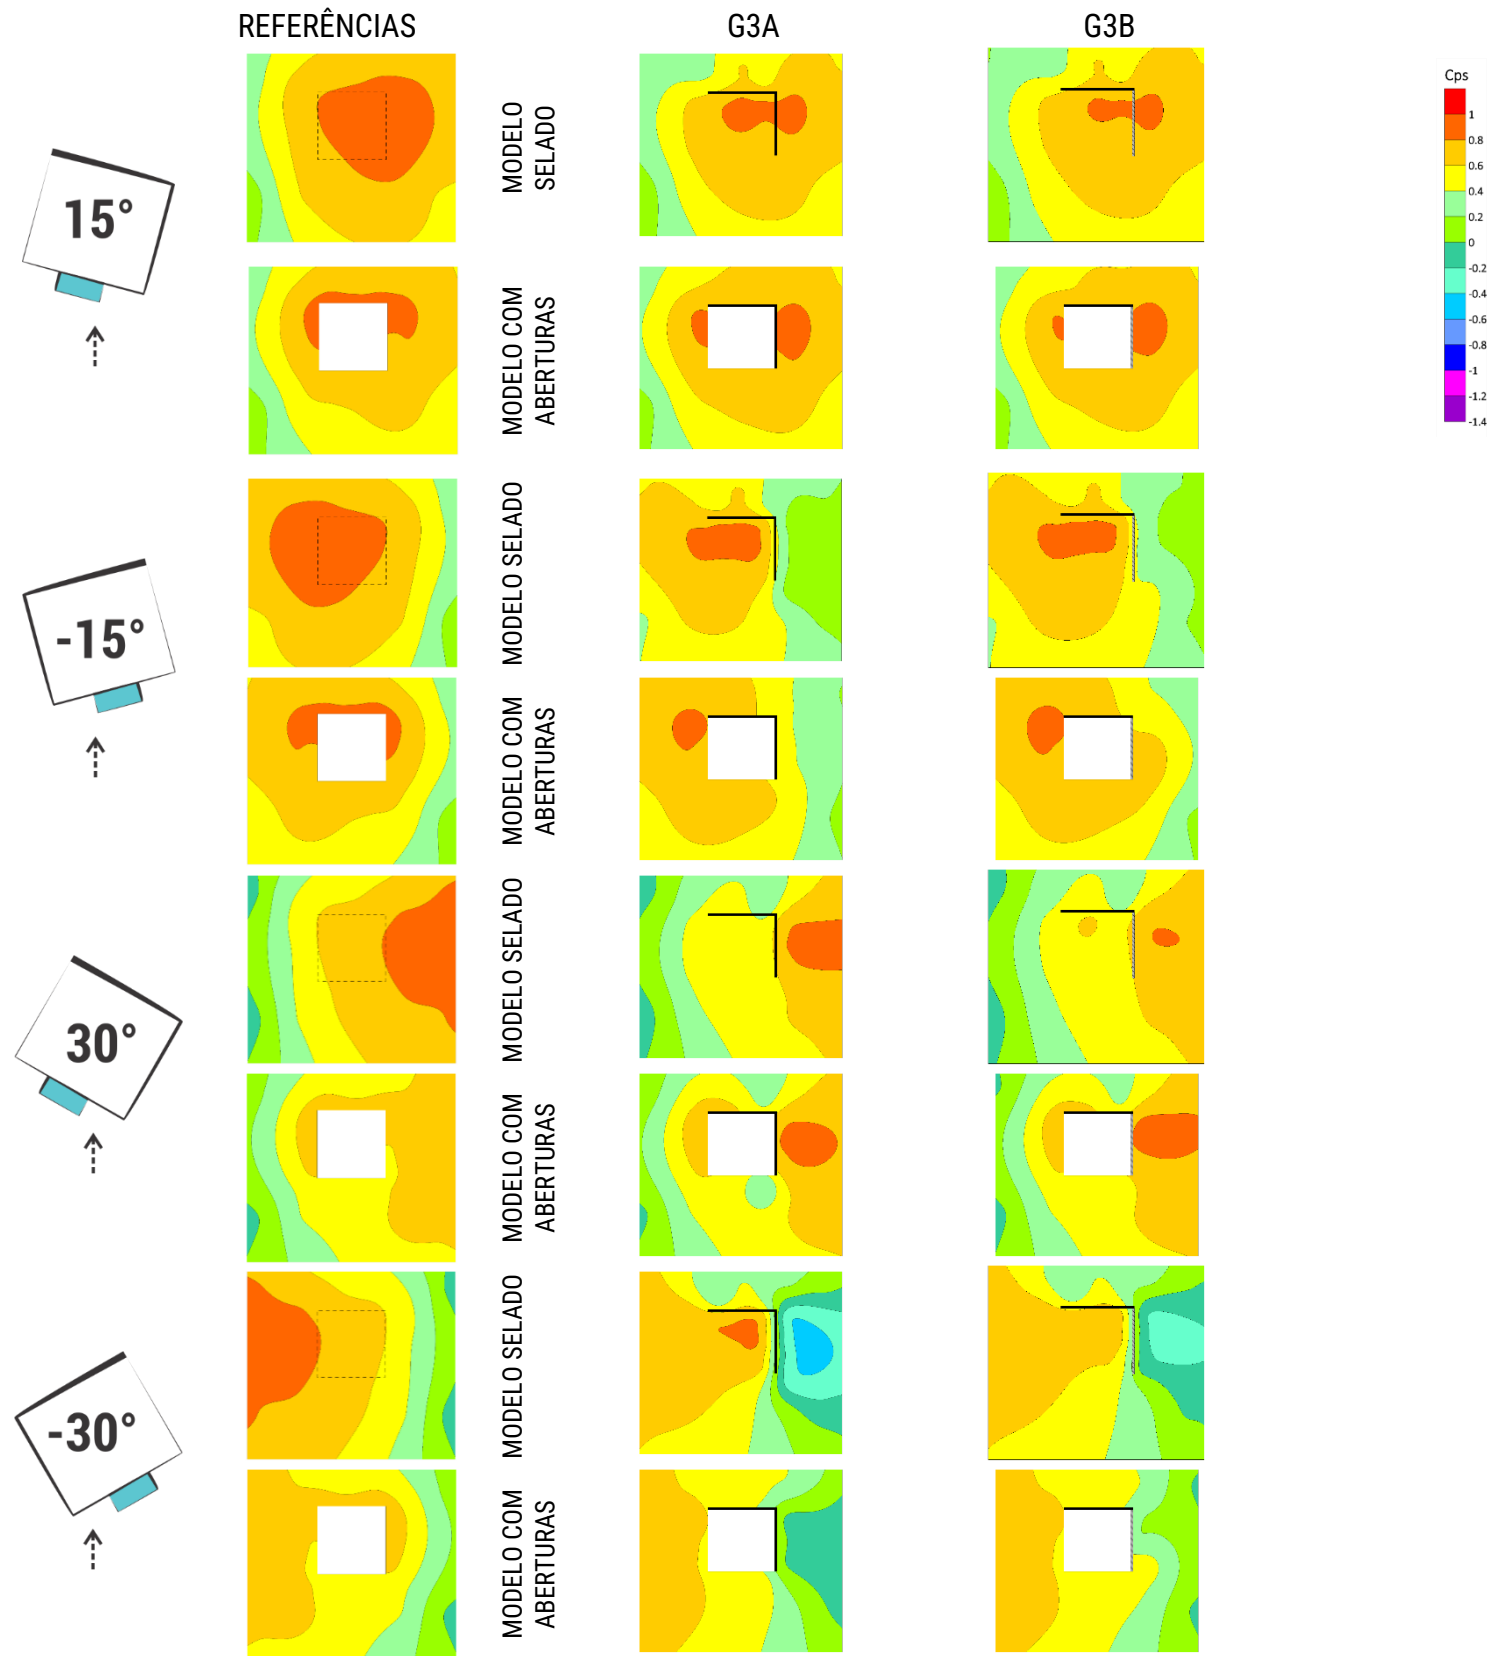 REFERÊNCIAS
G3A
G3B
Cps
1
0.8
0.6
0.4
0.2
0
-0.2
-0.4
-0.6
-0.8
-1
-1.2
-1.4
15°
MODELO
SELADO
MODELO COM
ABERTURAS
-15°
MODELO SELADO
MODELO COM
ABERTURAS
30°
MODELO SELADO
MODELO COM
ABERTURAS
-30°
MODELO SELADO
MODELO COM
ABERTURAS